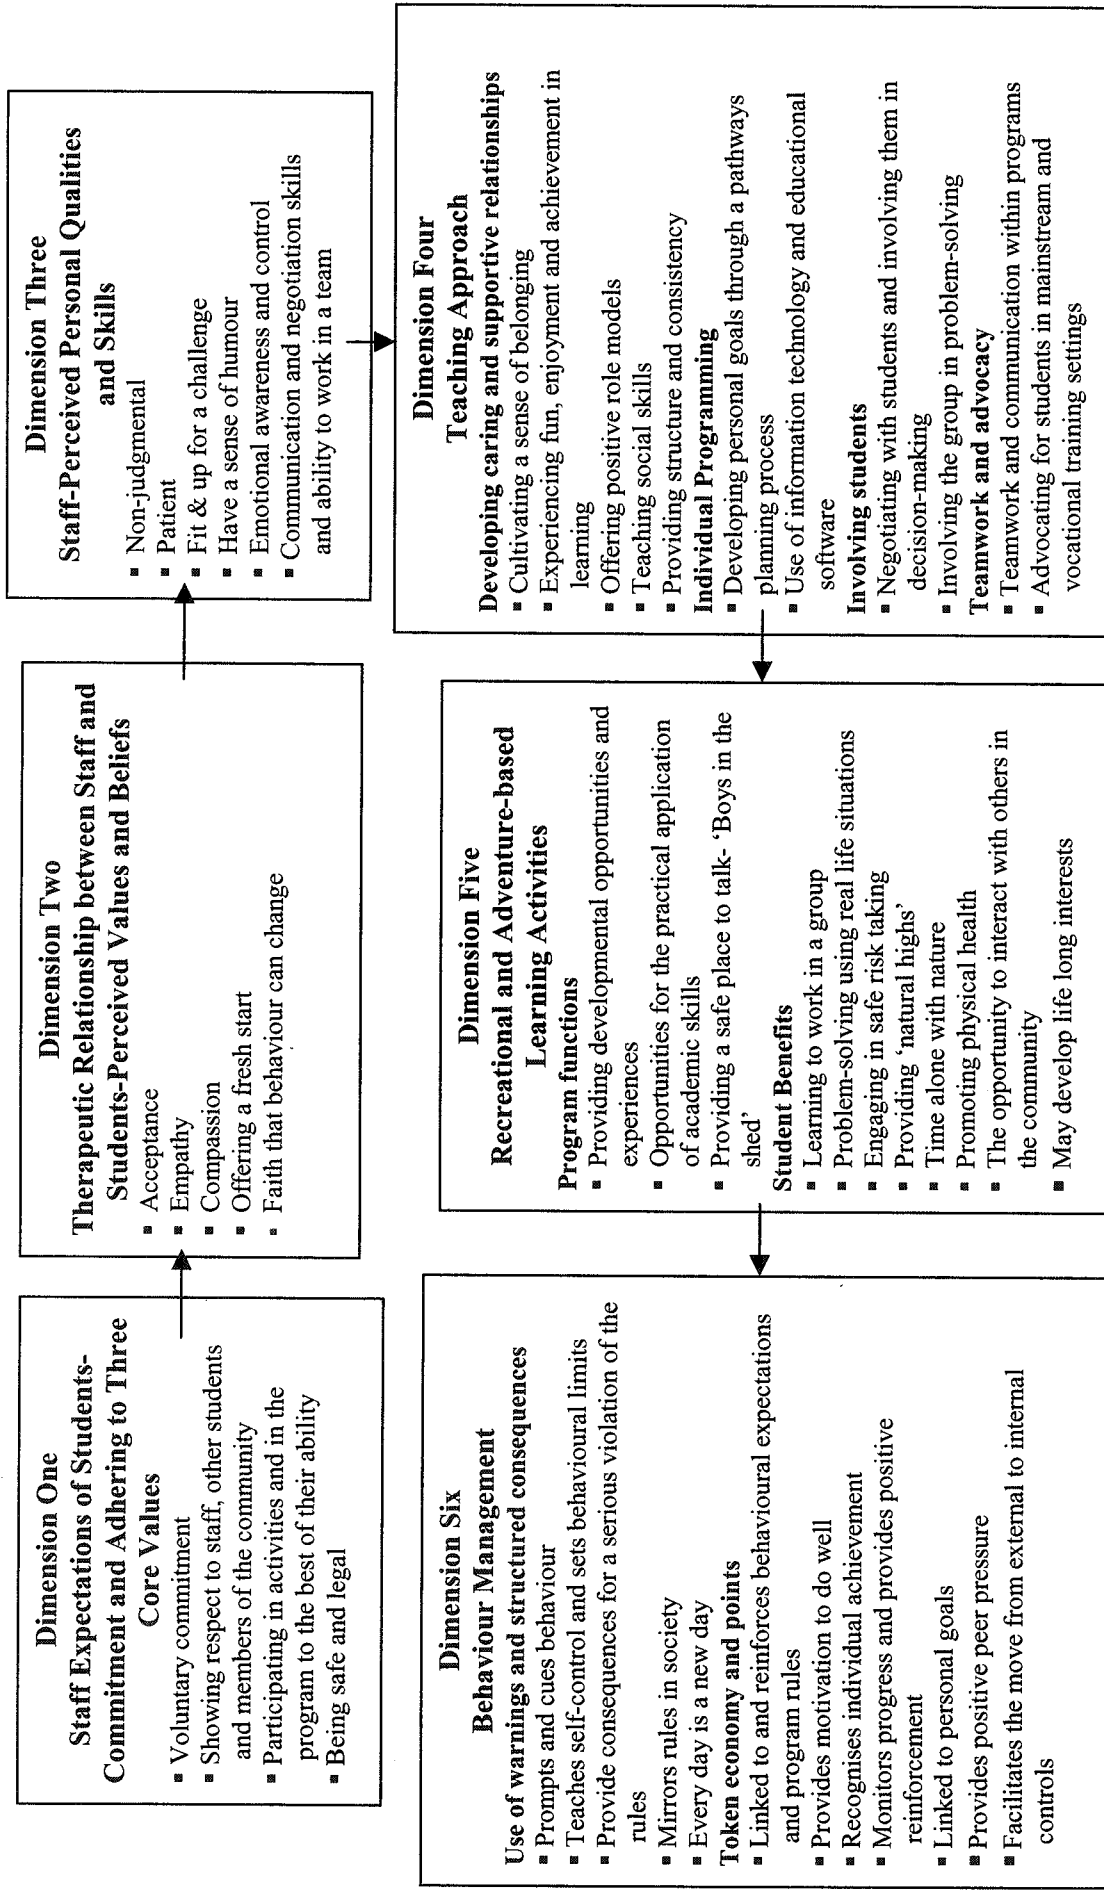 Dimension One
Staff Expectations of Students-
Commitment and Adhering to Three
Core Values
▪ Voluntary commitment
▪ Showing respect to staff, other students
and members of the community
▪ Participating in activities and in the
program to the best of their ability
▪ Being safe and legal
Dimension Two
Therapeutic Relationship between Staff and
Students-Perceived Values and Beliefs
▪ Acceptance
▪ Empathy
▪ Compassion
▪ Offering a fresh start
▪ Faith that behaviour can change
Dimension Three
Staff-Perceived Personal Qualities
and Skills
▪ Non-judgmental
▪ Patient
▪ Fit & up for a challenge
▪ Have a sense of humour
▪ Emotional awareness and control
▪ Communication and negotiation skills
and ability to work in a team
Dimension Four
Teaching Approach
Developing caring and supportive relationships
▪ Cultivating a sense of belonging
▪ Experiencing fun, enjoyment and achievement in
learning
▪ Offering positive role models
▪ Teaching social skills
▪ Providing structure and consistency
Individual Programming
▪ Developing personal goals through a pathways
planning process
▪ Use of information technology and educational
software
Involving students
▪ Negotiating with students and involving them in
decision-making
▪ Involving the group in problem-solving
Teamwork and advocacy
▪ Teamwork and communication within programs
▪ Advocating for students in mainstream and
vocational training settings
Dimension Five
Recreational and Adventure-based
Learning Activities
Program functions
▪ Providing developmental opportunities and
experiences
▪ Opportunities for the practical application
of academic skills
▪ Providing a safe place to talk- ‘Boys in the
shed’
Student Benefits
▪ Learning to work in a group
▪ Problem-solving using real life situations
▪ Engaging in safe risk taking
▪ Providing ‘natural highs’
▪ Time alone with nature
▪ Promoting physical health
▪ The opportunity to interact with others in
the community
▪ May develop life long interests
Dimension Six
Behaviour Management
Use of warnings and structured consequences
▪ Prompts and cues behaviour
▪ Teaches self-control and sets behavioural limits
▪ Provide consequences for a serious violation of the
rules
▪ Mirrors rules in society
▪ Every day is a new day
Token economy and points
▪ Linked to and reinforces behavioural expectations
and program rules
▪ Provides motivation to do well
▪ Recognises individual achievement
▪ Monitors progress and provides positive
reinforcement
▪ Linked to personal goals
▪ Provides positive peer pressure
▪ Facilitates the move from external to internal
controls